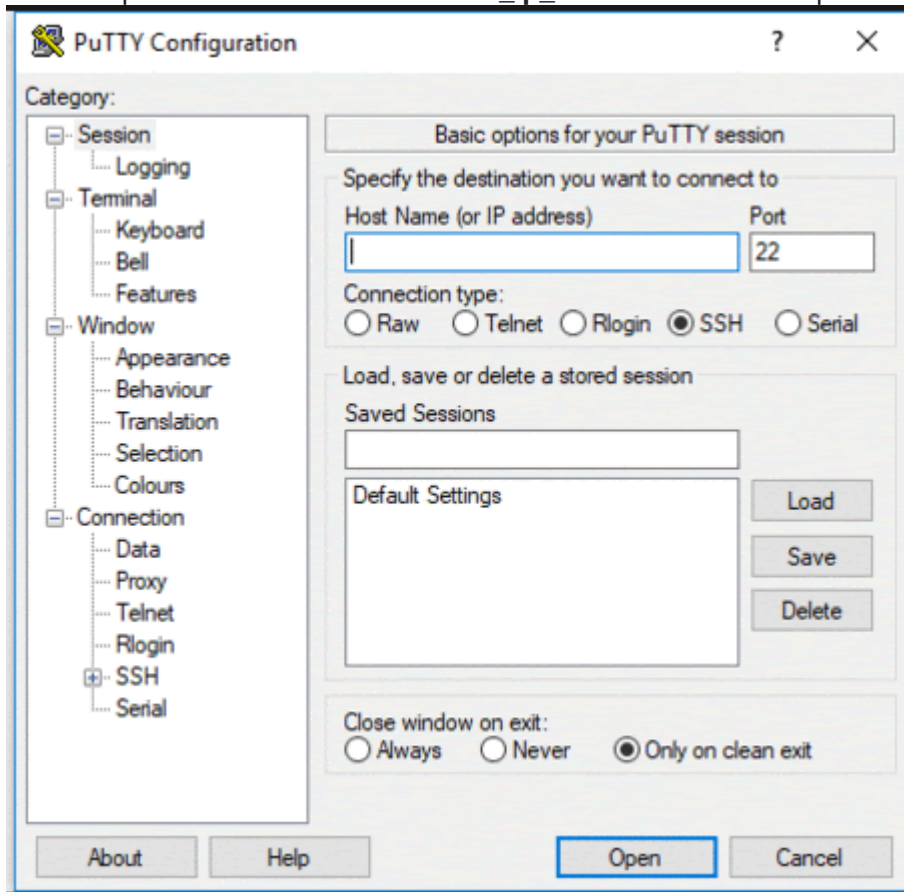 PuTTY Configuration
?
Category:
Session
Logging
Terminal
Keyboard
Bell
Features
Window
Appearance
Behaviour
Translation
Selection
Colours
Connection
Data
Proxy
Telnet
Rlogin
SSH
Serial
Basic options for your PuTTY session
Specify the destination you want to connect to
Host Name (or IP address) Port
22
Connection type:
Raw Telnet Rlogin SSH Serial
Load, save or delete a stored session
Saved Sessions
Default Settings
Load
Save
Delete
Close window on exit:
Always Never Only on clean exit
About Help Open Cancel